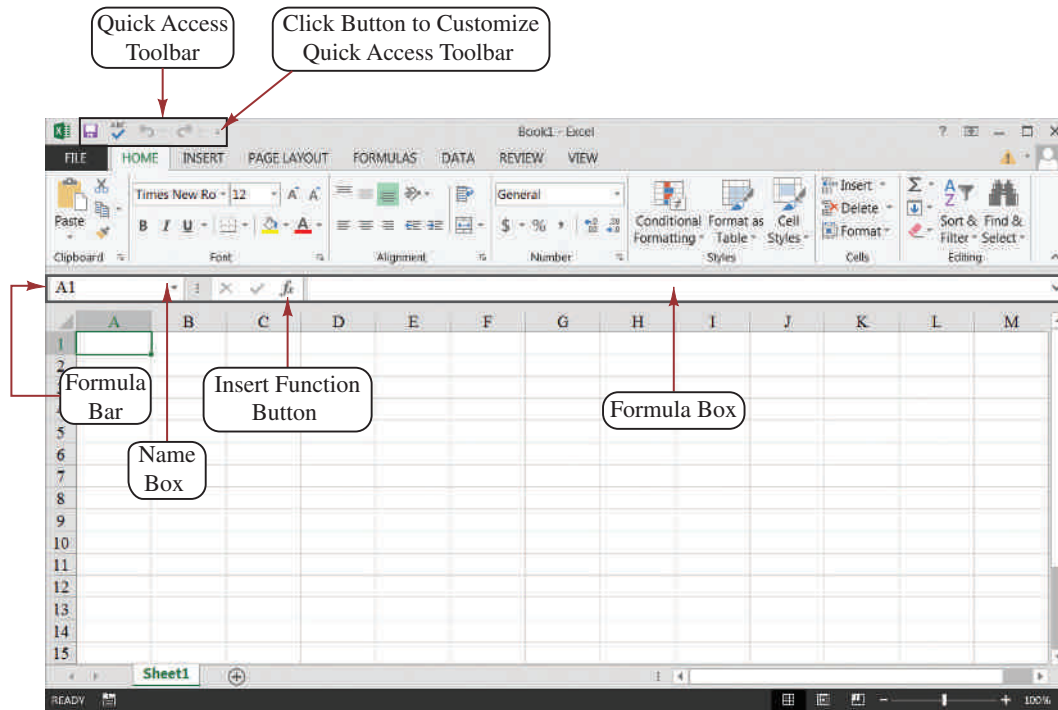 Quick Access
Toolbar
Click Button to Customize
Quick Access Toolbar
Book1 - Excel
?
FILE HOME INSERT PAGE LAYOUT FORMULAS DATA REVIEW VIEW
Paste
Clipboard
Times New Ro 12 A A
B I U A
Font
Alignment
General
$ % ,
Number
Conditional Formatting
Format as Table
Cell Styles
Styles
Insert
Delete
Format
Cells
Σ
Sort & Filter
Find & Select
Editing
A1 fx
A B C D E F G H I J K L M
1
2
Formula
Bar
Insert Function
Button
Formula Box
5
6
Name
Box
7
8
9
10
11
12
13
14
15
Sheet1
READY 100%